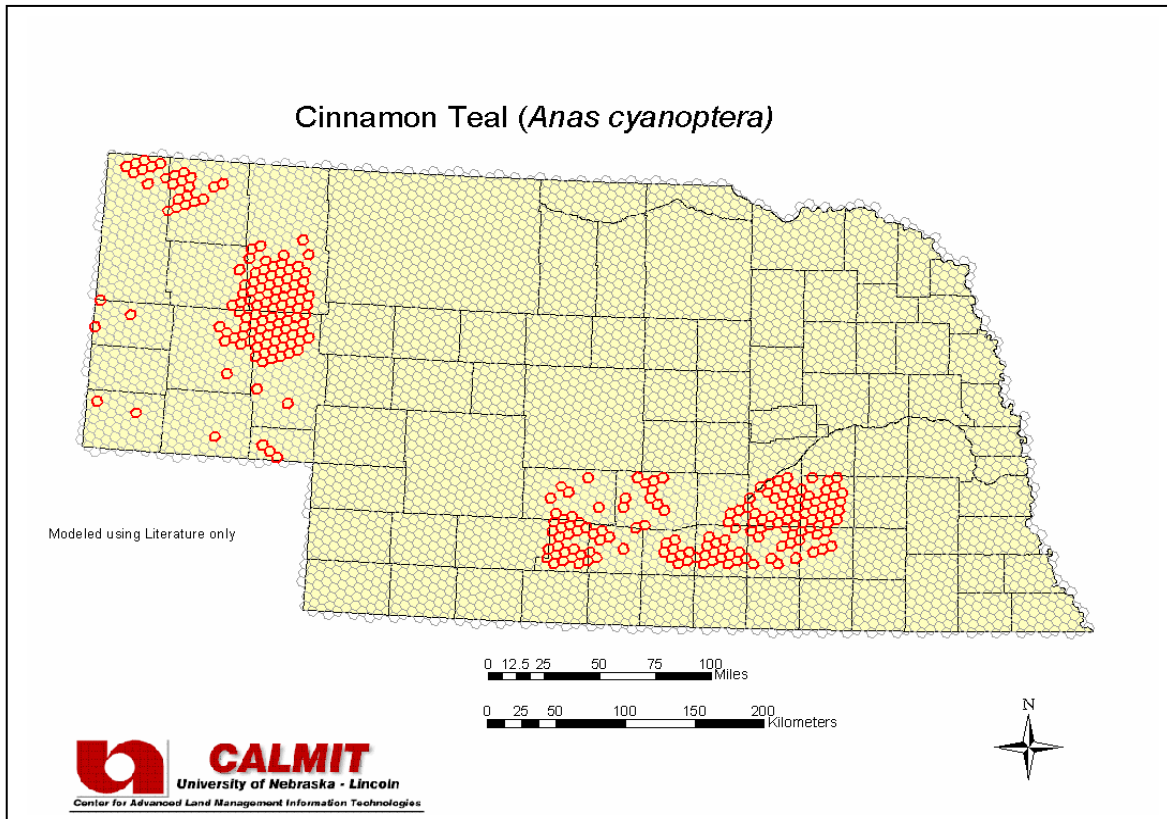 Cinnamon Teal (Anas cyanoptera)
Modeled using Literature only
0 12.5 25 50 75 100
Miles
0 25 50 100 150 200
Kilometers
N
CALMIT
University of Nebraska - Lincoln
Center for Advanced Land Management Information Technologies